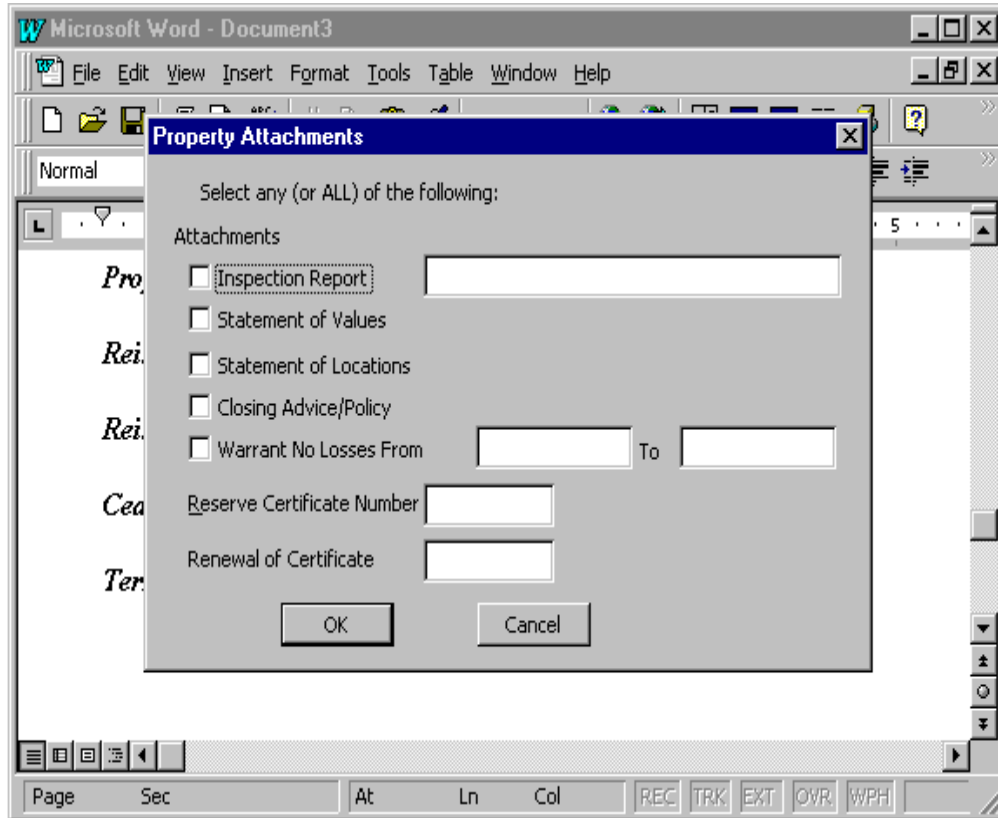 Microsoft Word - Document3
File Edit View Insert Format Tools Table Window Help
Property Attachments
Normal
Select any (or ALL) of the following:
L 5
Attachments
Inspection Report
Statement of Values
Statement of Locations
Closing Advice/Policy
Warrant No Losses From To
Reserve Certificate Number
Renewal of Certificate
OK Cancel
Page Sec At Ln Col REC TRK EXT OVR WPH